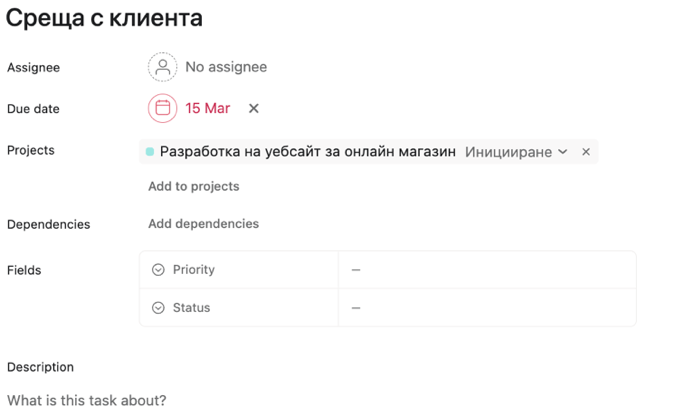 Среща с клиента
Assignee No assignee
Due date 15 Mar
Projects Разработка на уебсайт за онлайн магазин Иницииране
Add to projects
Dependencies Add dependencies
Fields Priority —
Status —
Description
What is this task about?